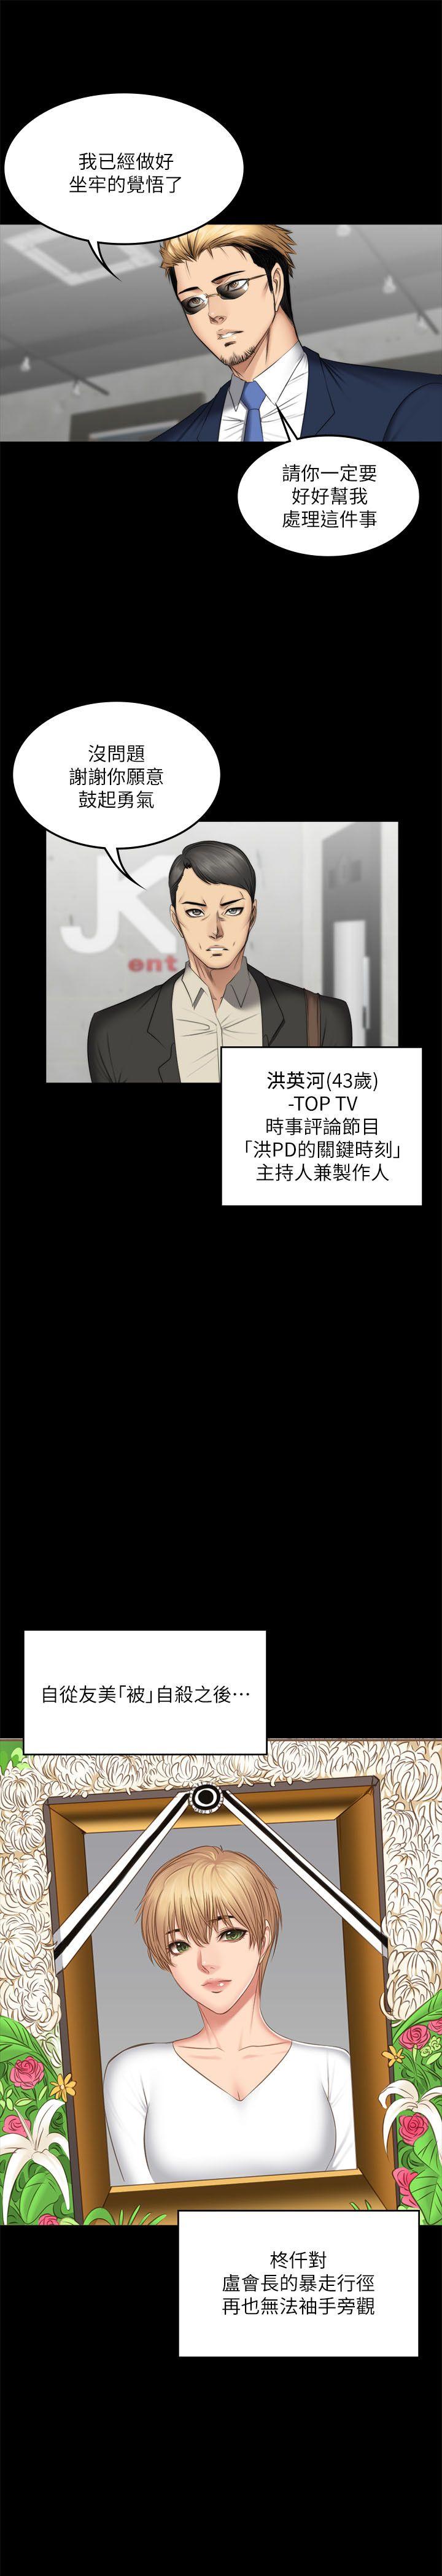 我已經做好
坐牢的覺悟了
請你一定要
好好幫我
處理這件事
沒問題
謝謝你願意
鼓起勇氣
JK
ent
洪英河(43歲)
-TOP TV
時事評論節目
「洪PD的關鍵時刻」
主持人兼製作人
自從友美「被」自殺之後⋯
柊仟對
盧會長的暴走行徑
再也無法袖手旁觀